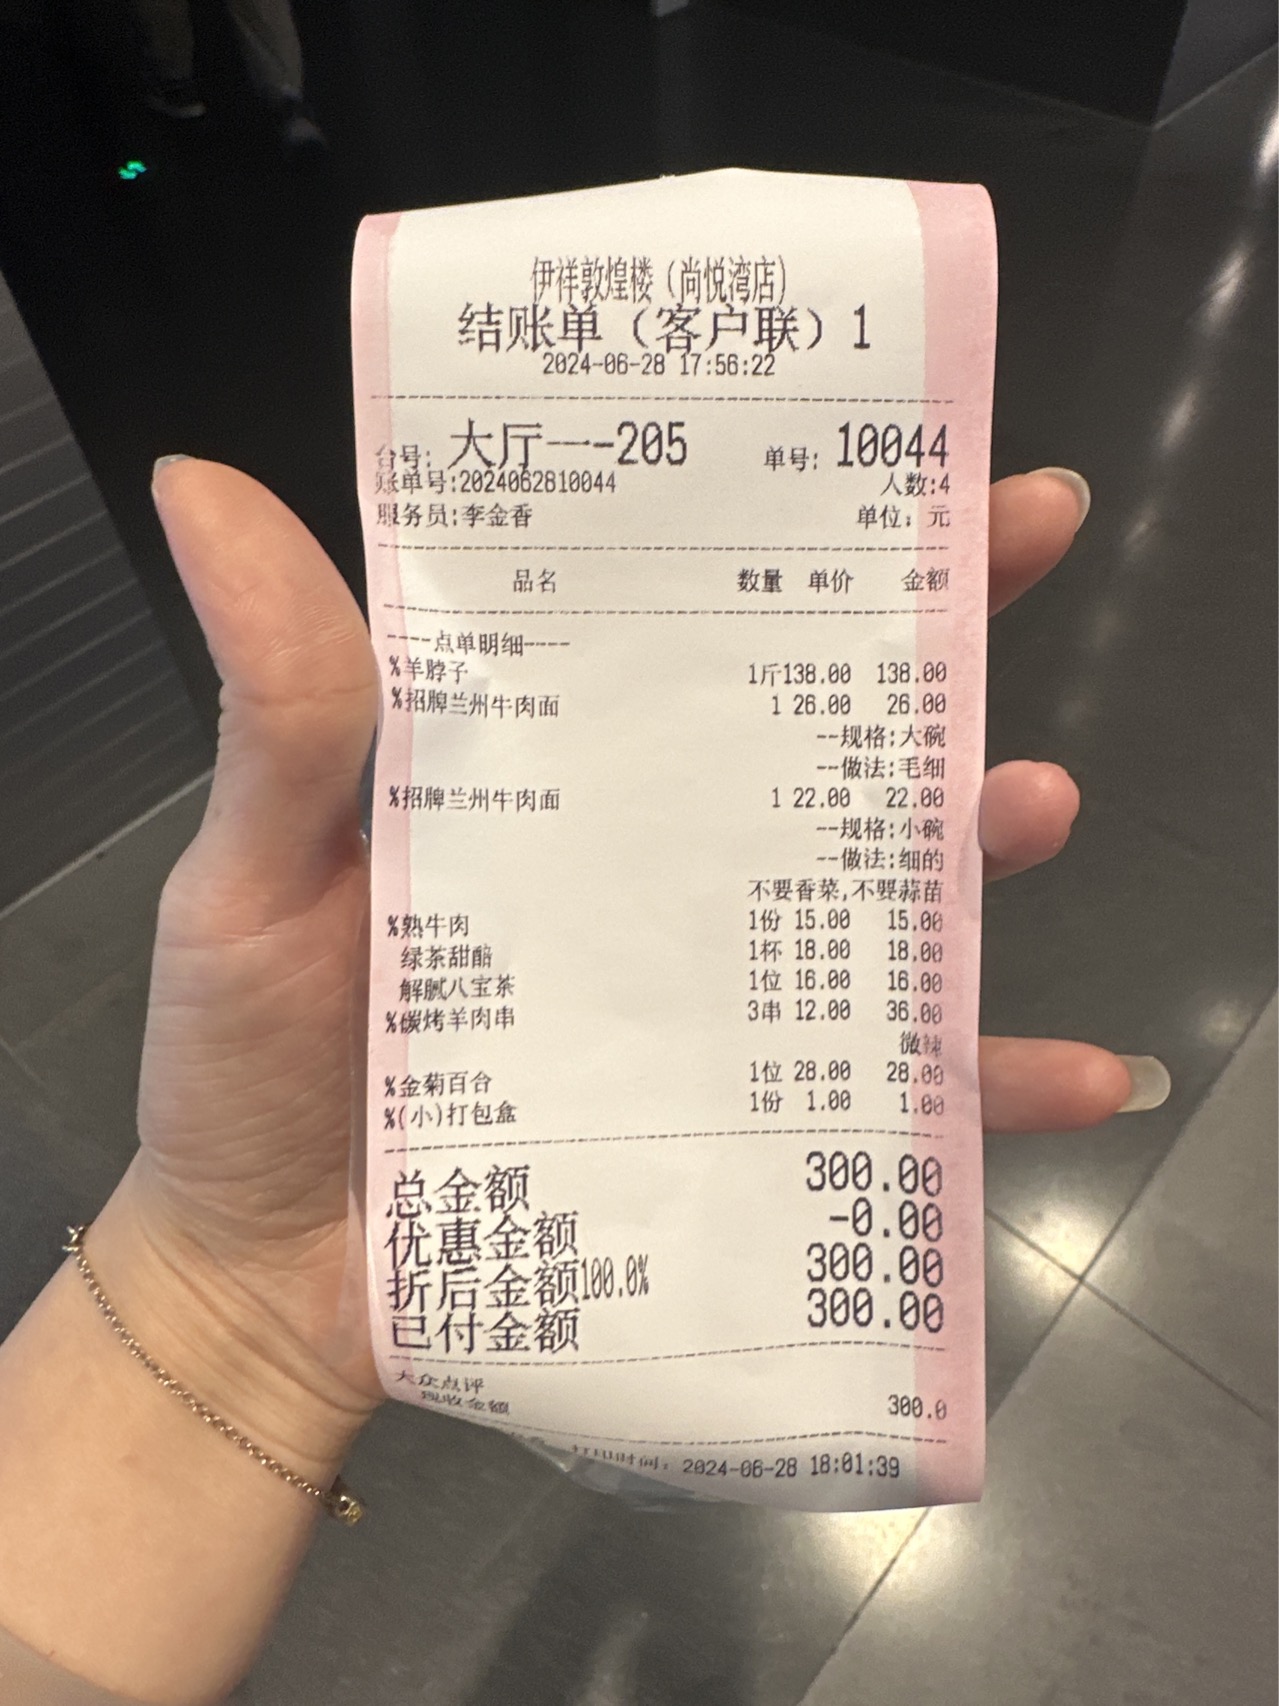 伊祥敦煌楼（尚悦湾店）
结账单（客户联）1
2024-06-28 17:56:22
台号: 大厅一-205 单号: 10044
账单号:2024062810044 人数:4
服务员:李金香 单位: 元
品名 数量 单价 金额
----点单明细----
%羊脖子 1斤138.00 138.00
%招牌兰州牛肉面 1 26.00 26.00
--规格:大碗
--做法:毛细
%招牌兰州牛肉面 1 22.00 22.00
--规格:小碗
--做法:细的
不要香菜,不要蒜苗
%熟牛肉 1份 15.00 15.00
绿茶甜醅 1杯 18.00 18.00
解腻八宝茶 1位 16.00 16.00
%碳烤羊肉串 3串 12.00 36.00
微辣
%金菊百合 1位 28.00 28.00
%(小)打包盒 1份 1.00 1.00
总金额 300.00
优惠金额 -0.00
折后金额100.0% 300.00
已付金额 300.00
大众点评
现收金额 300.0
打印时间: 2024-06-28 18:01:39